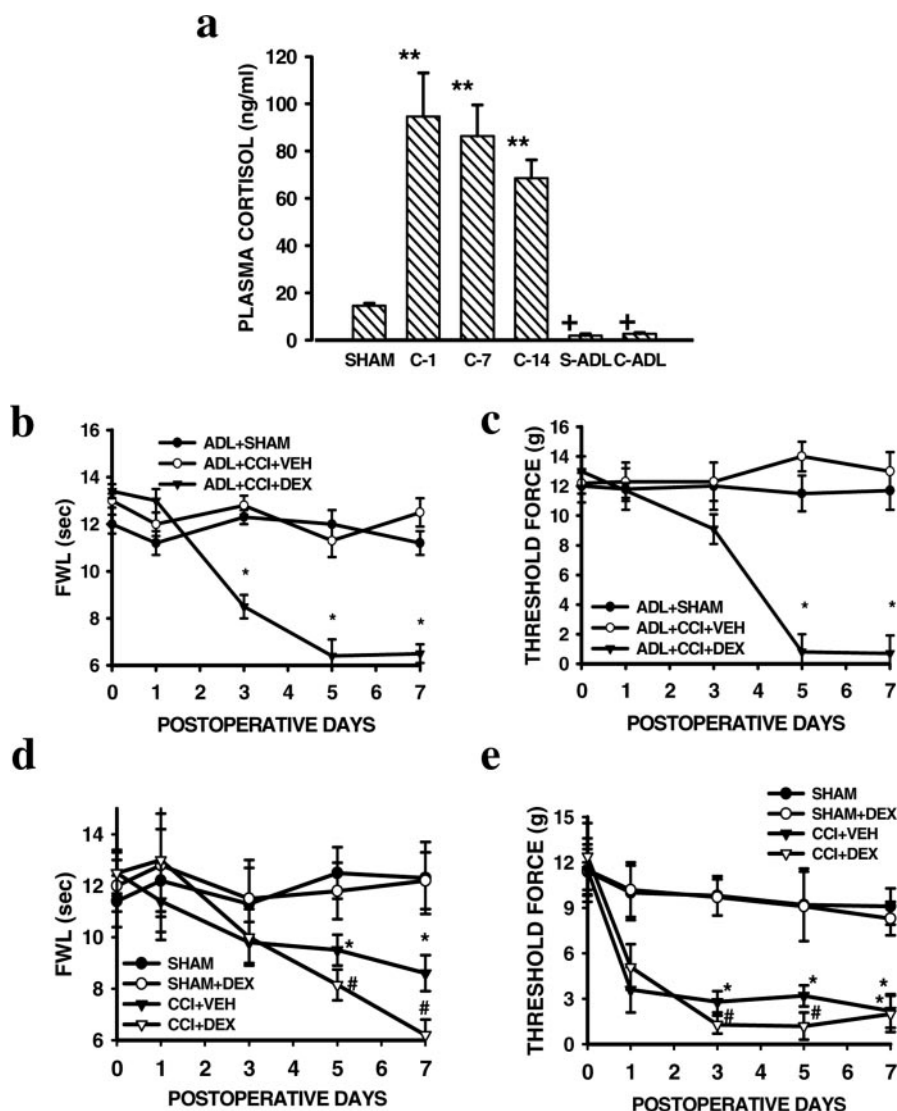 a
PLASMA CORTISOL (ng/ml)
120
100
80
60
40
20
0
** ** ** + +
SHAM C-1 C-7 C-14 S-ADL C-ADL
b
FWL (sec)
16
14
12
10
8
6
ADL+SHAM
ADL+CCI+VEH
ADL+CCI+DEX
* * *
0 1 2 3 4 5 6 7
POSTOPERATIVE DAYS
c
THRESHOLD FORCE (g)
16
14
12
10
8
6
4
2
0
ADL+SHAM
ADL+CCI+VEH
ADL+CCI+DEX
* *
0 1 2 3 4 5 6 7
POSTOPERATIVE DAYS
d
FWL (sec)
14
12
10
8
6
SHAM
SHAM+DEX
CCI+VEH
CCI+DEX
* *
# #
0 1 2 3 4 5 6 7
POSTOPERATIVE DAYS
e
THRESHOLD FORCE (g)
15
12
9
6
3
0
SHAM
SHAM+DEX
CCI+VEH
CCI+DEX
* * * *
# #
0 1 2 3 4 5 6 7
POSTOPERATIVE DAYS